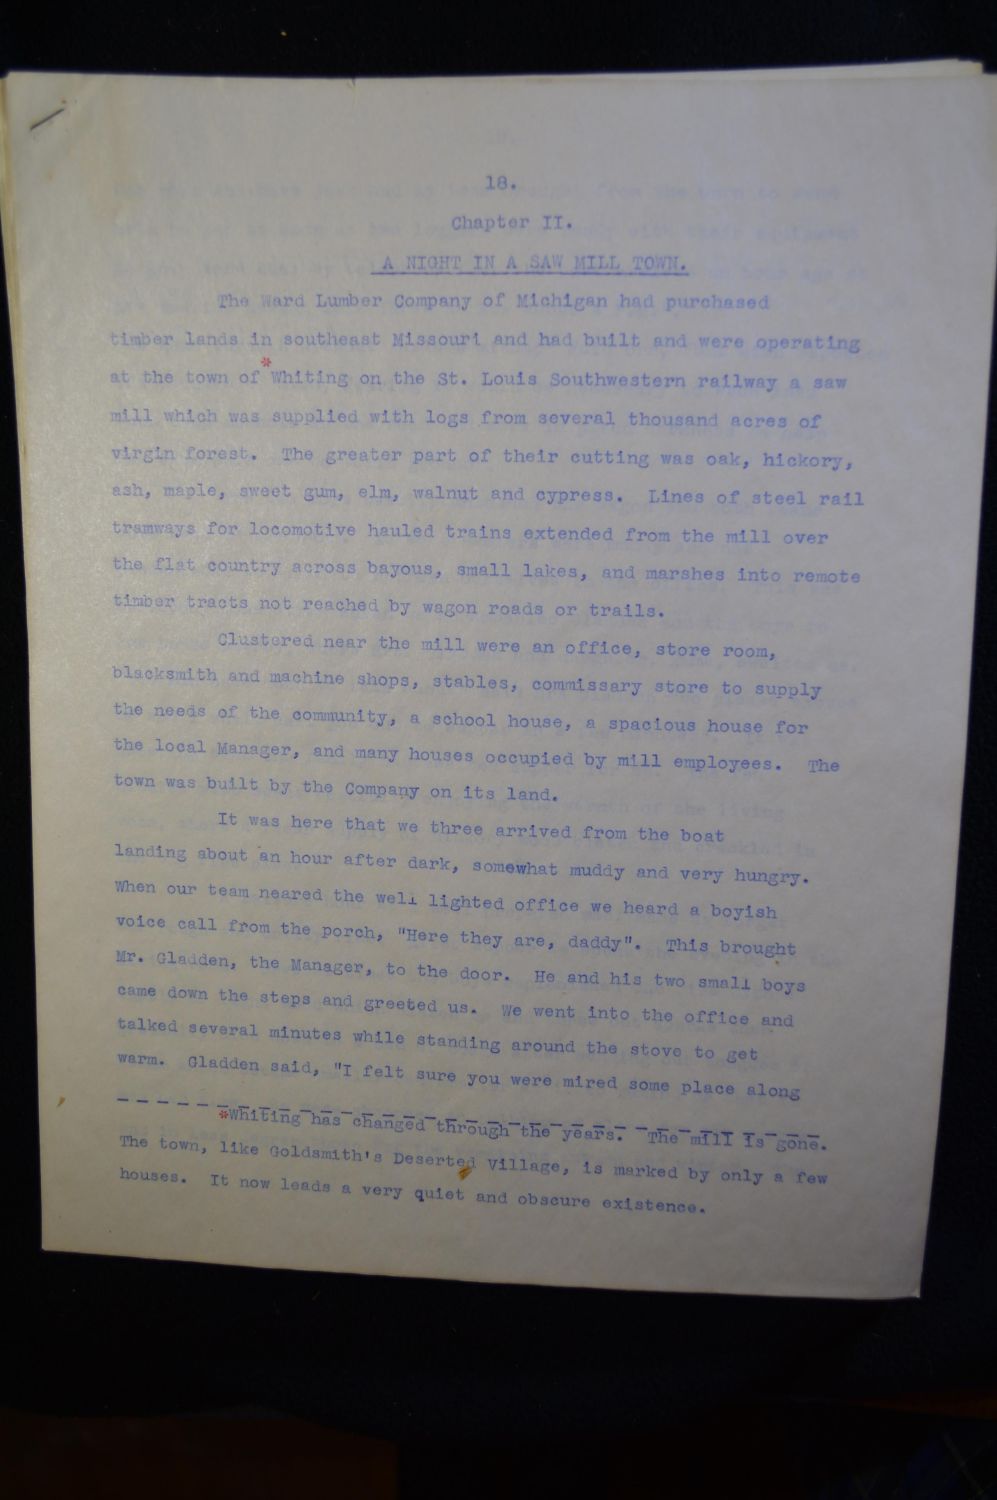 18.
Chapter II.
A NIGHT IN A SAW MILL TOWN.
The Ward Lumber Company of Michigan had purchased
timber lands in southeast Missouri and had built and were operating
at the town of *Whiting on the St. Louis Southwestern railway a saw
mill which was supplied with logs from several thousand acres of
virgin forest. The greater part of their cutting was oak, hickory,
ash, maple, sweet gum, elm, walnut and cypress. Lines of steel rail
tramways for locomotive hauled trains extended from the mill over
the flat country across bayous, small lakes, and marshes into remote
timber tracts not reached by wagon roads or trails.
Clustered near the mill were an office, store room,
blacksmith and machine shops, stables, commissary store to supply
the needs of the community, a school house, a spacious house for
the local Manager, and many houses occupied by mill employees. The
town was built by the Company on its land.
It was here that we three arrived from the boat
landing about an hour after dark, somewhat muddy and very hungry.
When our team neared the well lighted office we heard a boyish
voice call from the porch, "Here they are, daddy". This brought
Mr. Gladden, the Manager, to the door. He and his two small boys
came down the steps and greeted us. We went into the office and
talked several minutes while standing around the stove to get
warm. Gladden said, "I felt sure you were mired some place along
*Whiting has changed through the years. The mill is gone.
The town, like Goldsmith's Deserted Village, is marked by only a few
houses. It now leads a very quiet and obscure existence.